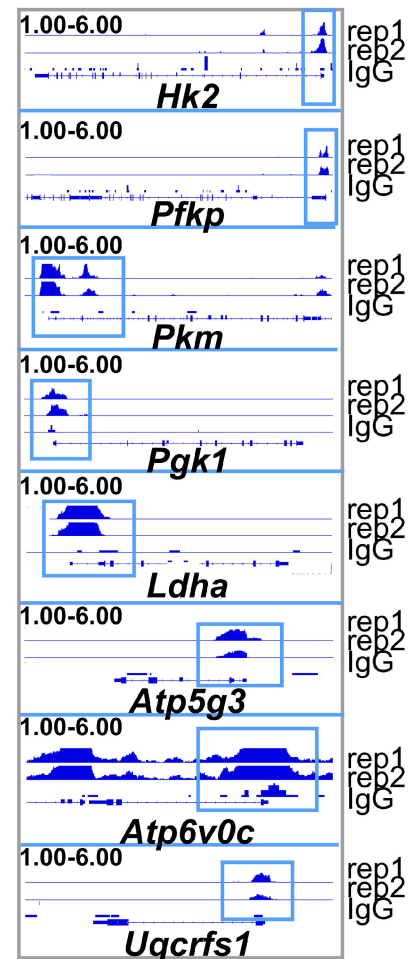 1.00-6.00
rep1
rep2
IgG
Hk2
1.00-6.00
rep1
rep2
IgG
Pfkp
1.00-6.00
rep1
rep2
IgG
Pkm
1.00-6.00
rep1
rep2
IgG
Pgk1
1.00-6.00
rep1
rep2
IgG
Ldha
1.00-6.00
rep1
rep2
IgG
Atp5g3
1.00-6.00
rep1
rep2
IgG
Atp6v0c
1.00-6.00
rep1
rep2
IgG
Uqcrfs1